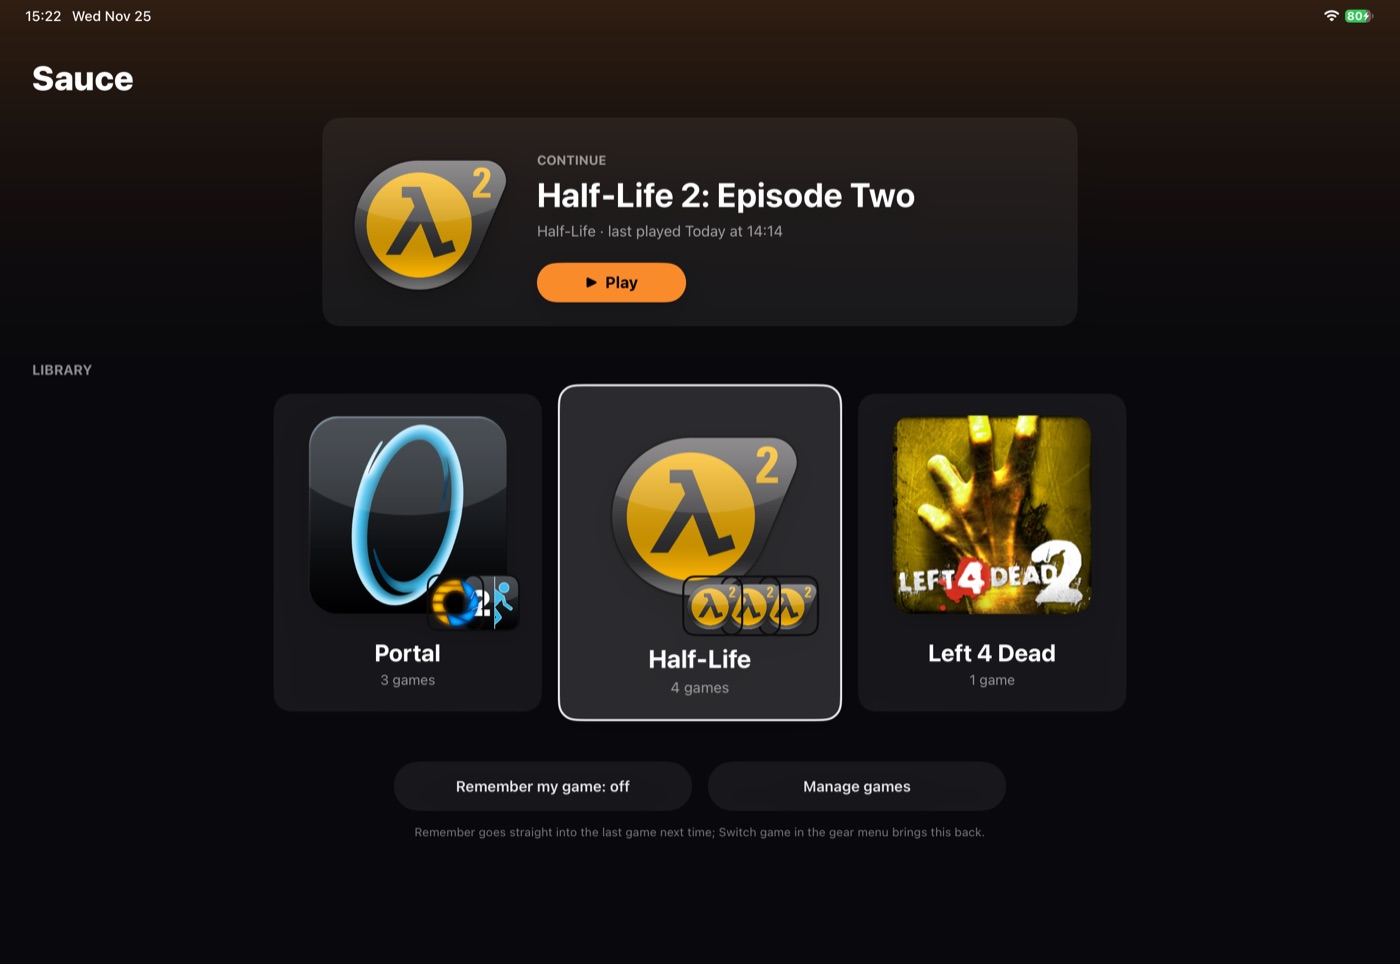 15:22 Wed Nov 25
80
Sauce
2
CONTINUE
Half-Life 2: Episode Two
Half-Life · last played Today at 14:14
Play
LIBRARY
2
Portal
3 games
2
2 2 2
Half-Life
4 games
LEFT 4 DEAD 2
Left 4 Dead
1 game
Remember my game: off
Manage games
Remember goes straight into the last game next time; Switch game in the gear menu brings this back.